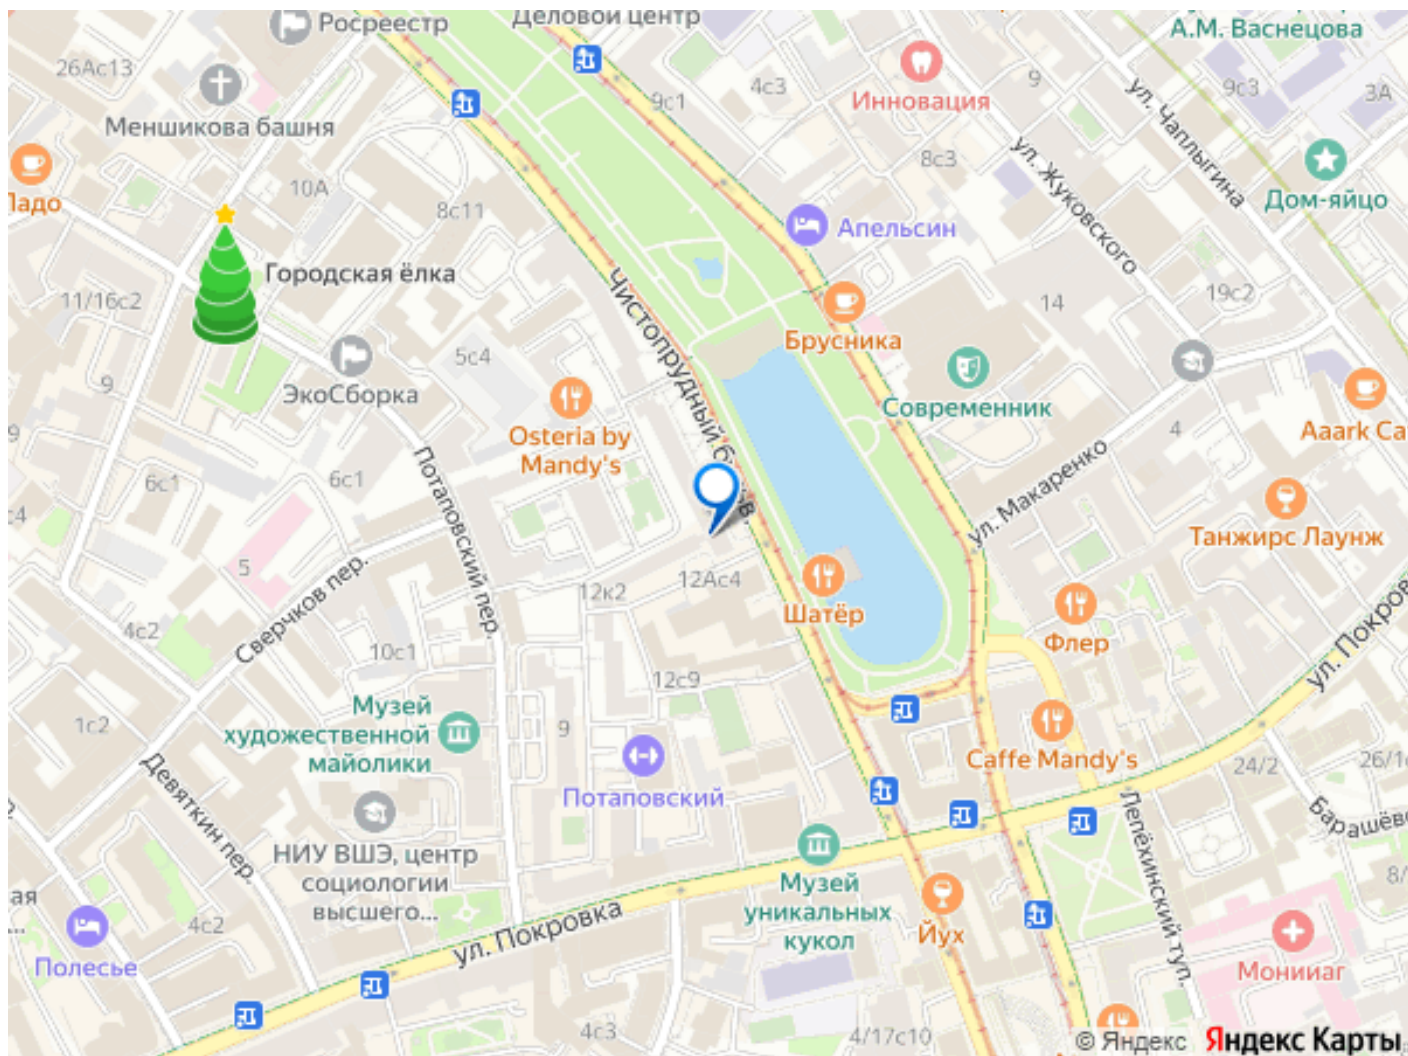 Росреестр
Деловой центр
А.М. Васнецова
26Ас13
Меншикова башня
9с1
4с3
Инновация
9
9с3
3А
ул. Чаплыгина
ул. Жуковского
8с3
Дом-яйцо
10А
8с11
Апельсин
Городская ёлка
11/16с2
Чистопрудный б
ьв.
14
19с2
Брусника
5с4
ЭкоСборка
9
Osteria by
Mandy's
Современник
4
Aaark Ca
6с1
6с1
Потаповский пер.
ул. Макаренко
Танжирс Лаунж
5
Сверчков пер.
12к2
12Ас4
Шатёр
Флер
4с2
10с1
12с9
ул. Покров
1с2
Музей
художественной
майолики
9
Потаповский
Caffe Mandy's
24/2
26/1
Девяткин пер.
НИУ ВШЭ, центр
социологии
высшего...
Музей
уникальных
кукол
Лепёхинский туп.
Барашёв
8/
ая
...
4с2
Полесье
ул. Покровка
Йух
Мониаг
4с3
4/17с10
© Яндекс
Яндекс Карты